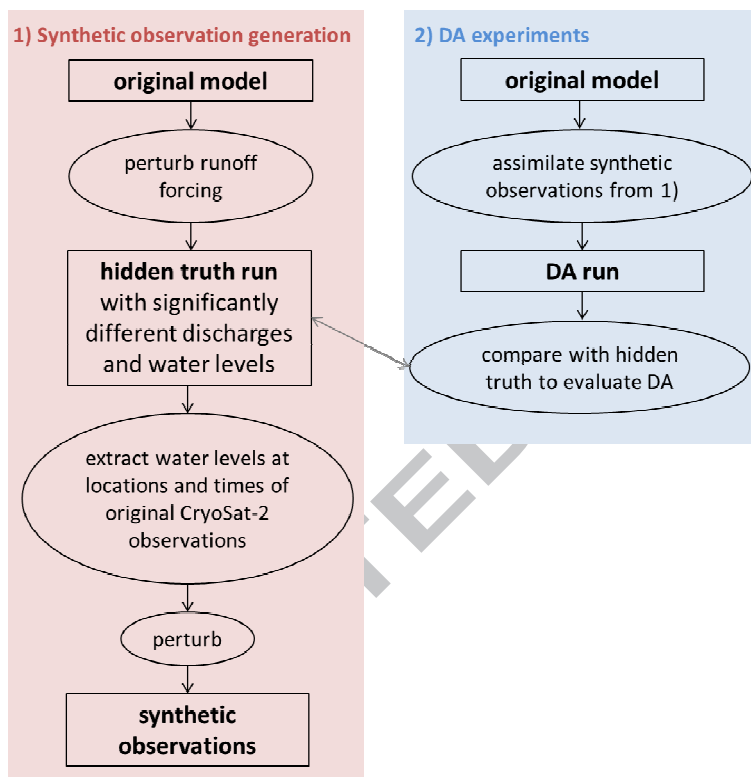 1) Synthetic observation generation
original model
perturb runoff
forcing
hidden truth run
with significantly
different discharges
and water levels
extract water levels at
locations and times of
original CryoSat-2
observations
perturb
synthetic
observations
2) DA experiments
original model
assimilate synthetic
observations from 1)
DA run
compare with hidden
truth to evaluate DA
TED